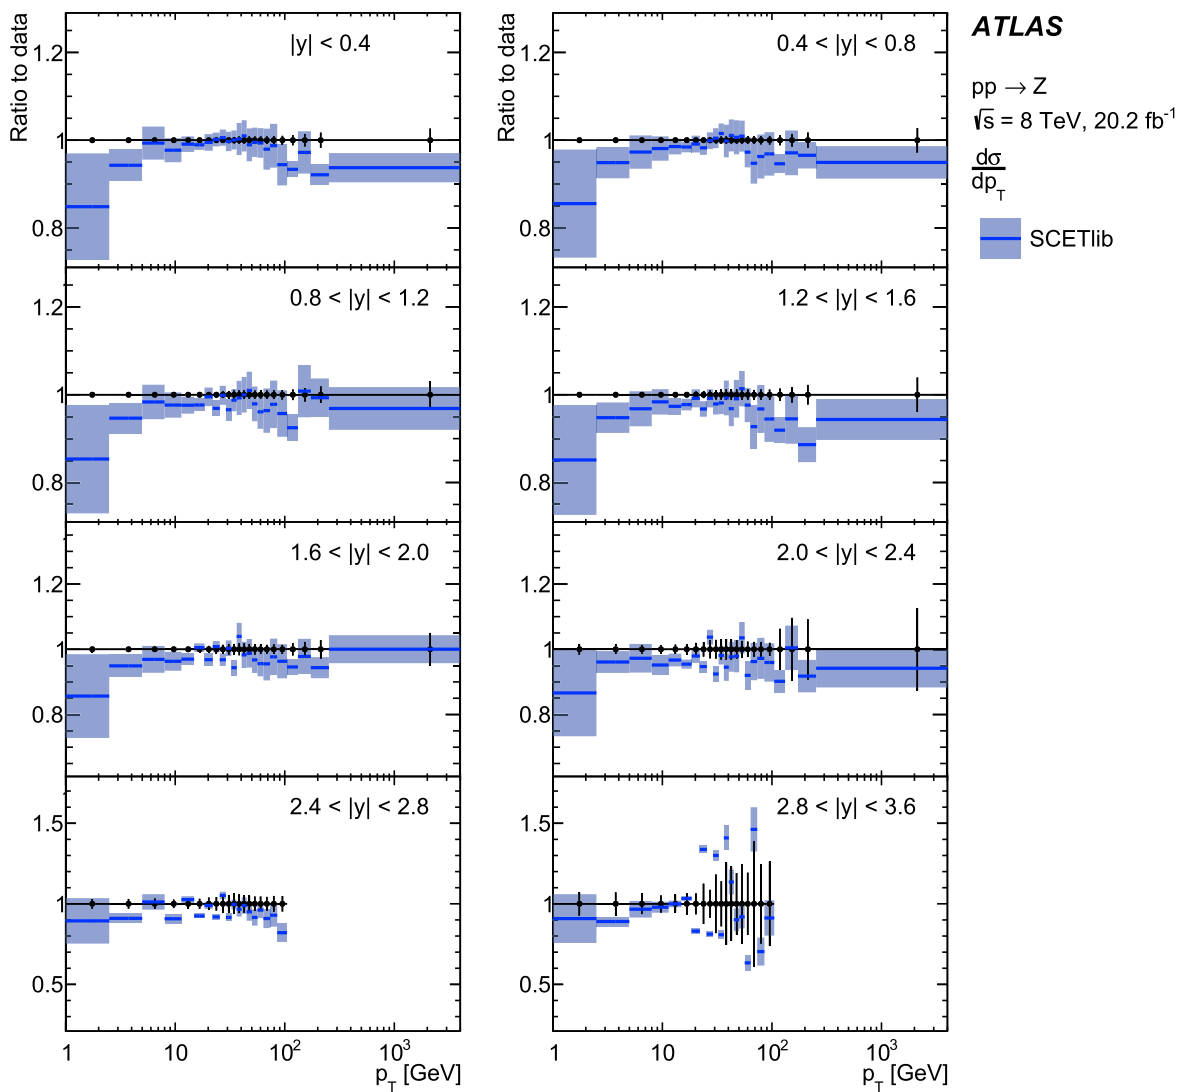 Ratio to data
1.2
1
0.8
|y| < 0.4
Ratio to data
0.4 < |y| < 0.8
1.2
1
0.8
ATLAS
pp → Z
√s = 8 TeV, 20.2 fb⁻¹
dσ
dp_T
SCETlib
1.2
1
0.8
0.8 < |y| < 1.2
1.2
1
0.8
1.2 < |y| < 1.6
1.2
1
0.8
1.6 < |y| < 2.0
1.2
1
0.8
2.0 < |y| < 2.4
1.5
1
0.5
2.4 < |y| < 2.8
1.5
1
0.5
2.8 < |y| < 3.6
1 10 10² 10³
p_T [GeV]
1 10 10² 10³
p_T [GeV]